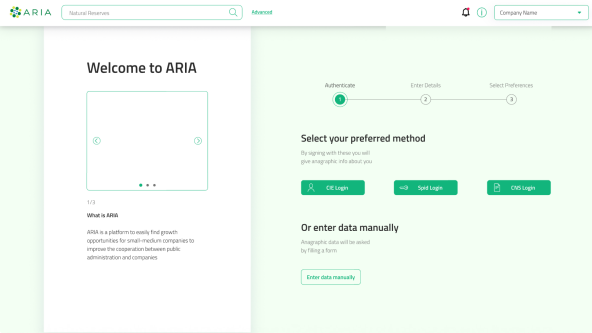 ARIA
Natural Reserves
Advanced
Company Name
Welcome to ARIA
1/3
What is ARIA
ARIA is a platform to easily find growth
opportunities for small-medium companies to
improve the cooperation between public
administration and companies
Authenticate
Enter Details
Select Preferences
1
2
3
Select your preferred method
By signing with these you will
give anagraphic info about you
CIE Login
Spid Login
CNS Login
Or enter data manually
Anagraphic data will be asked
by filling a form
Enter data manually